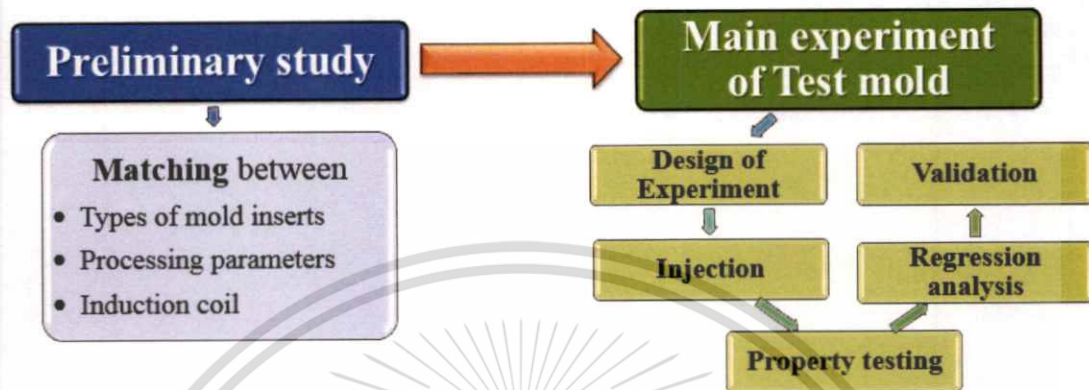 Preliminary study
Main experiment
of Test mold
Matching between
• Types of mold inserts
• Processing parameters
• Induction coil
Design of
Experiment
Injection
Property testing
Regression
analysis
Validation